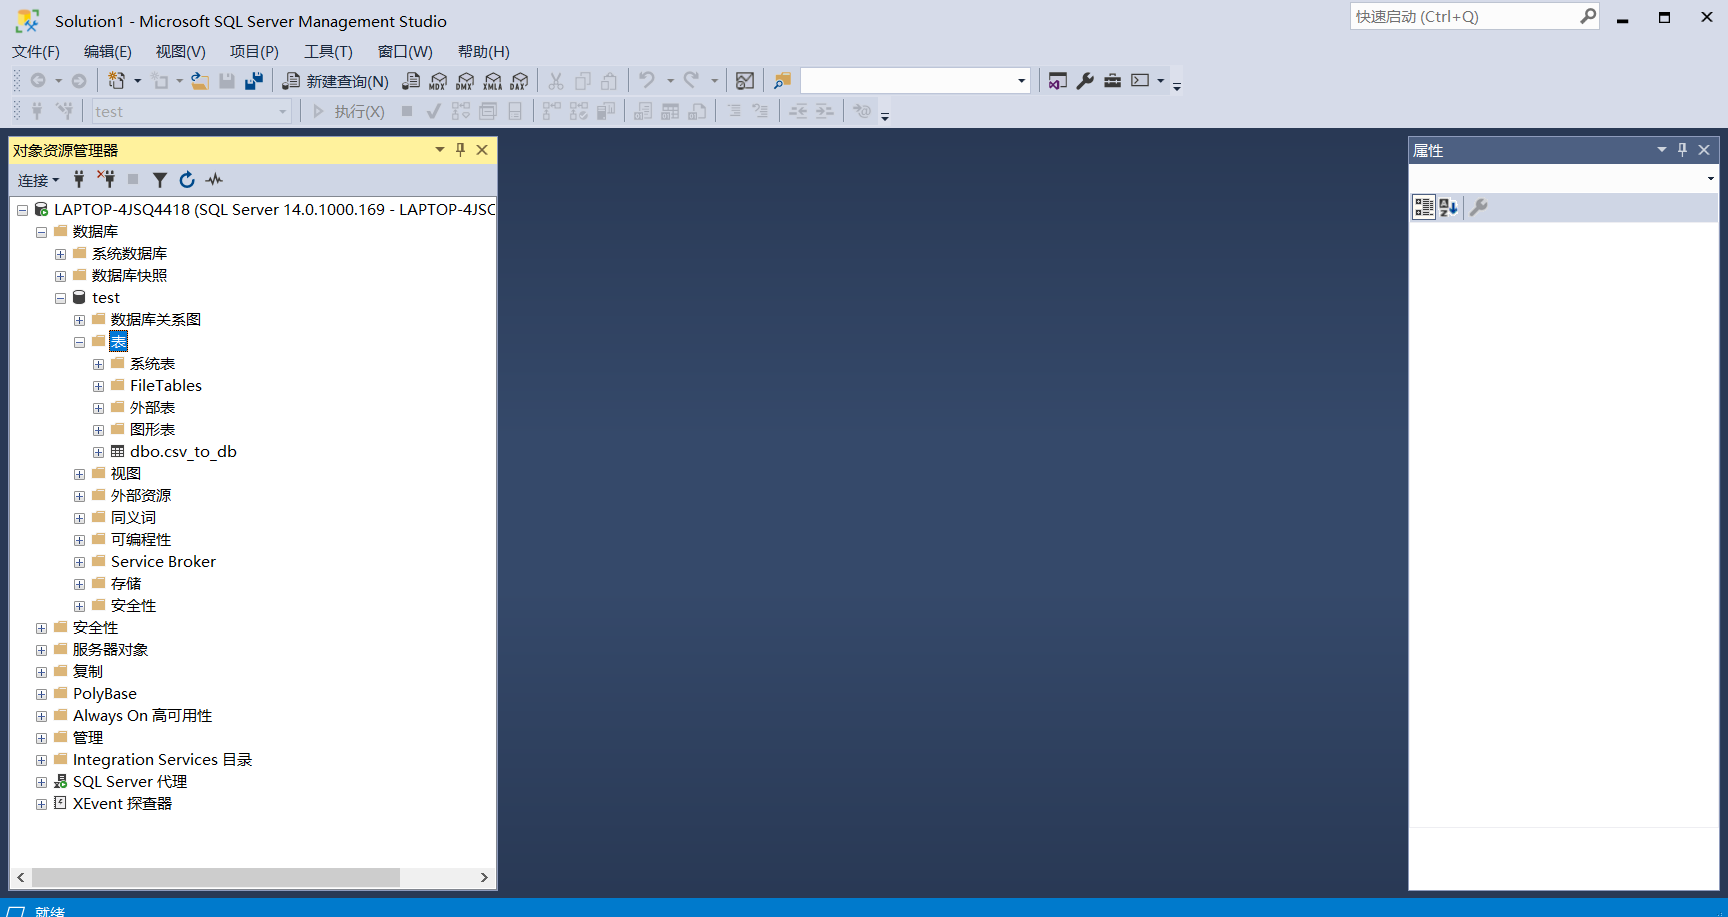 Solution1 - Microsoft SQL Server Management Studio
快速启动 (Ctrl+Q)
文件(F) 编辑(E) 视图(V) 项目(P) 工具(T) 窗口(W) 帮助(H)
新建查询(N) MDX DMX XMLA DAX
test 执行(X)
对象资源管理器
连接
LAPTOP-4JSQ4418 (SQL Server 14.0.1000.169 - LAPTOP-4JSC
数据库
系统数据库
数据库快照
test
数据库关系图
表
系统表
FileTables
外部表
图形表
dbo.csv_to_db
视图
外部资源
同义词
可编程性
Service Broker
存储
安全性
安全性
服务器对象
复制
PolyBase
Always On 高可用性
管理
Integration Services 目录
SQL Server 代理
XEvent 探查器
属性
就绪